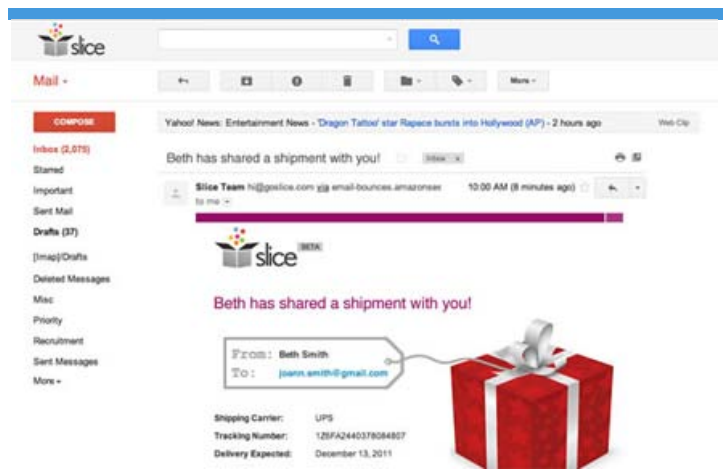 slice
Mail
More
COMPOSE
Yahoo! News: Entertainment News - 'Dragon Tattoo' star Rapace bursts into Hollywood (AP) - 2 hours ago
Web Clip
Inbox (2,075)
Starred
Important
Sent Mail
Drafts (37)
[Imap]/Drafts
Deleted Messages
Misc
Priority
Recruitment
Sent Messages
More
Beth has shared a shipment with you!
Inbox x
Slice Team hi@goslice.com via email-bounces.amazonses
10:00 AM (8 minutes ago)
to me
slice BETA
Beth has shared a shipment with you!
From: Beth Smith
To: joann.smith@gmail.com
Shipping Carrier: UPS
Tracking Number: 1Z6FA2440378084807
Delivery Expected: December 13, 2011